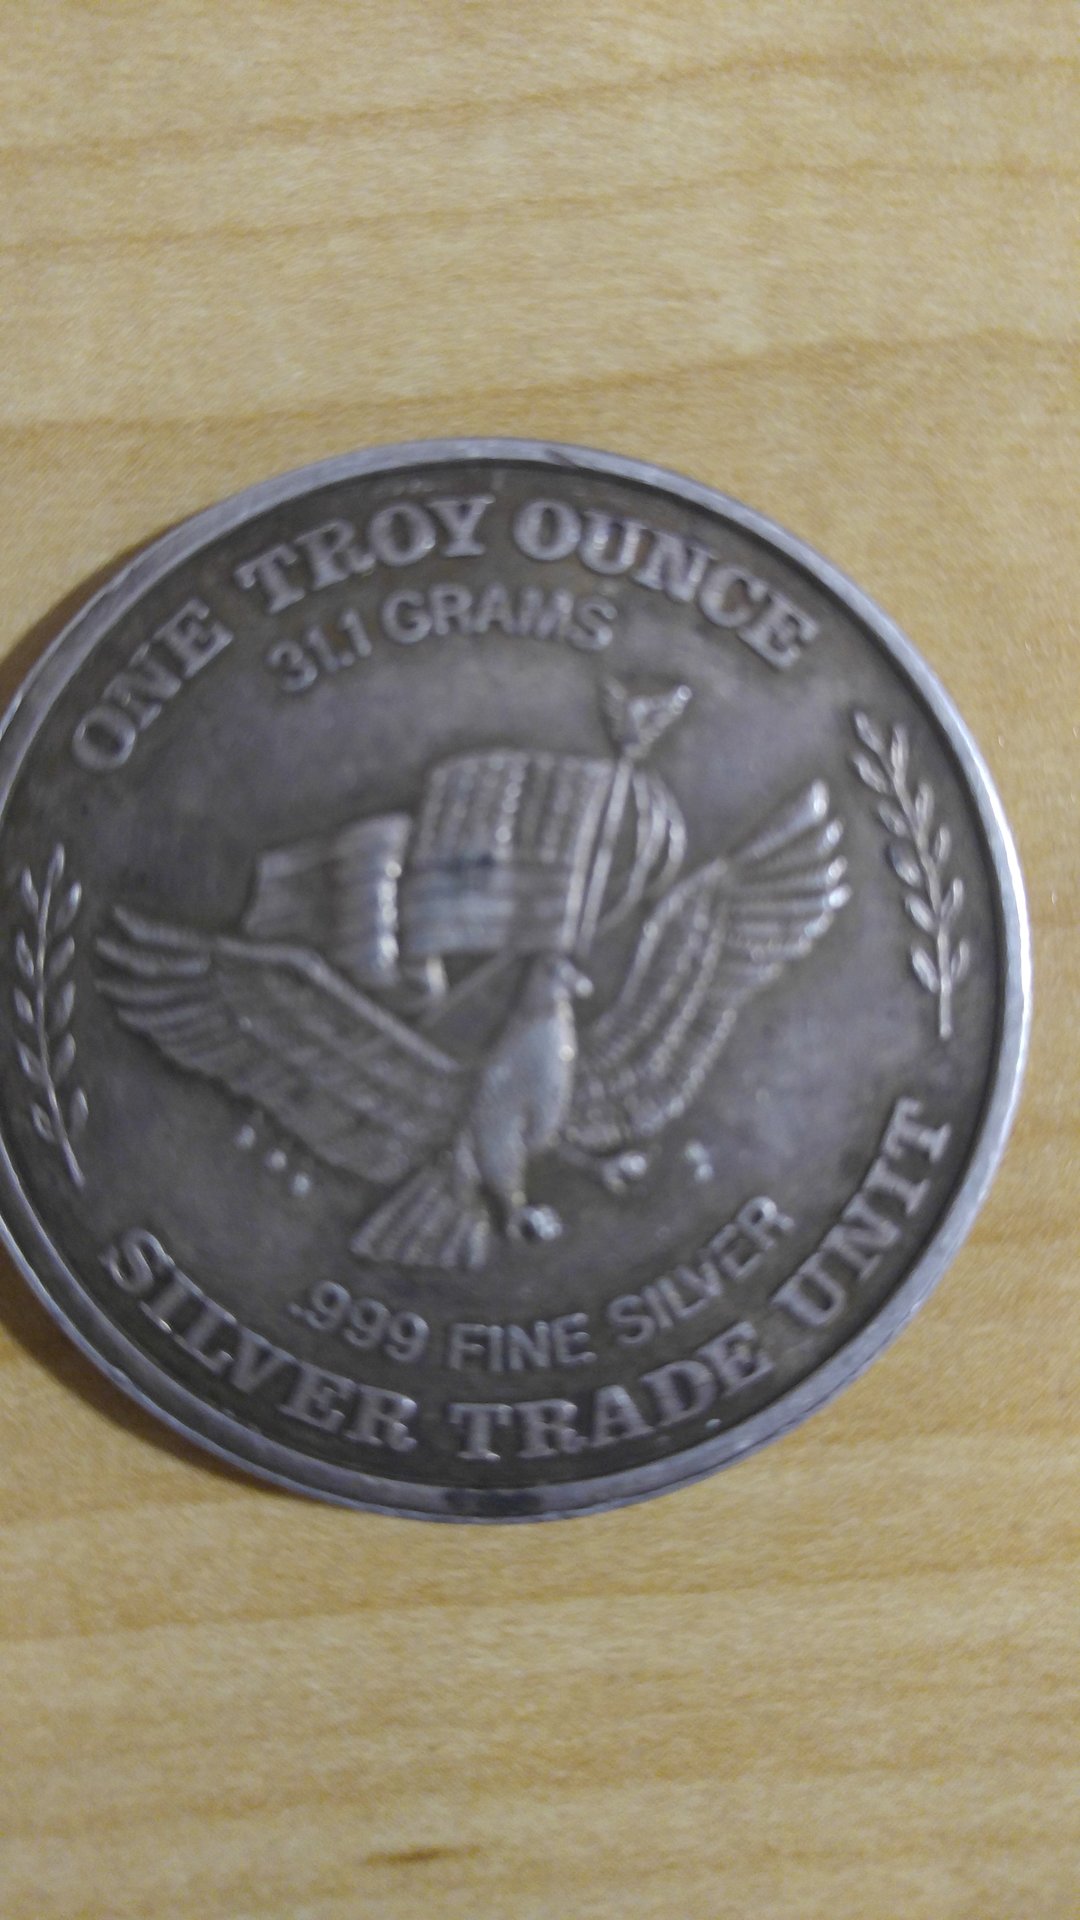 ONE TROY OUNCE
31.1 GRAMS
.999 FINE SILVER
SILVER TRADE UNIT